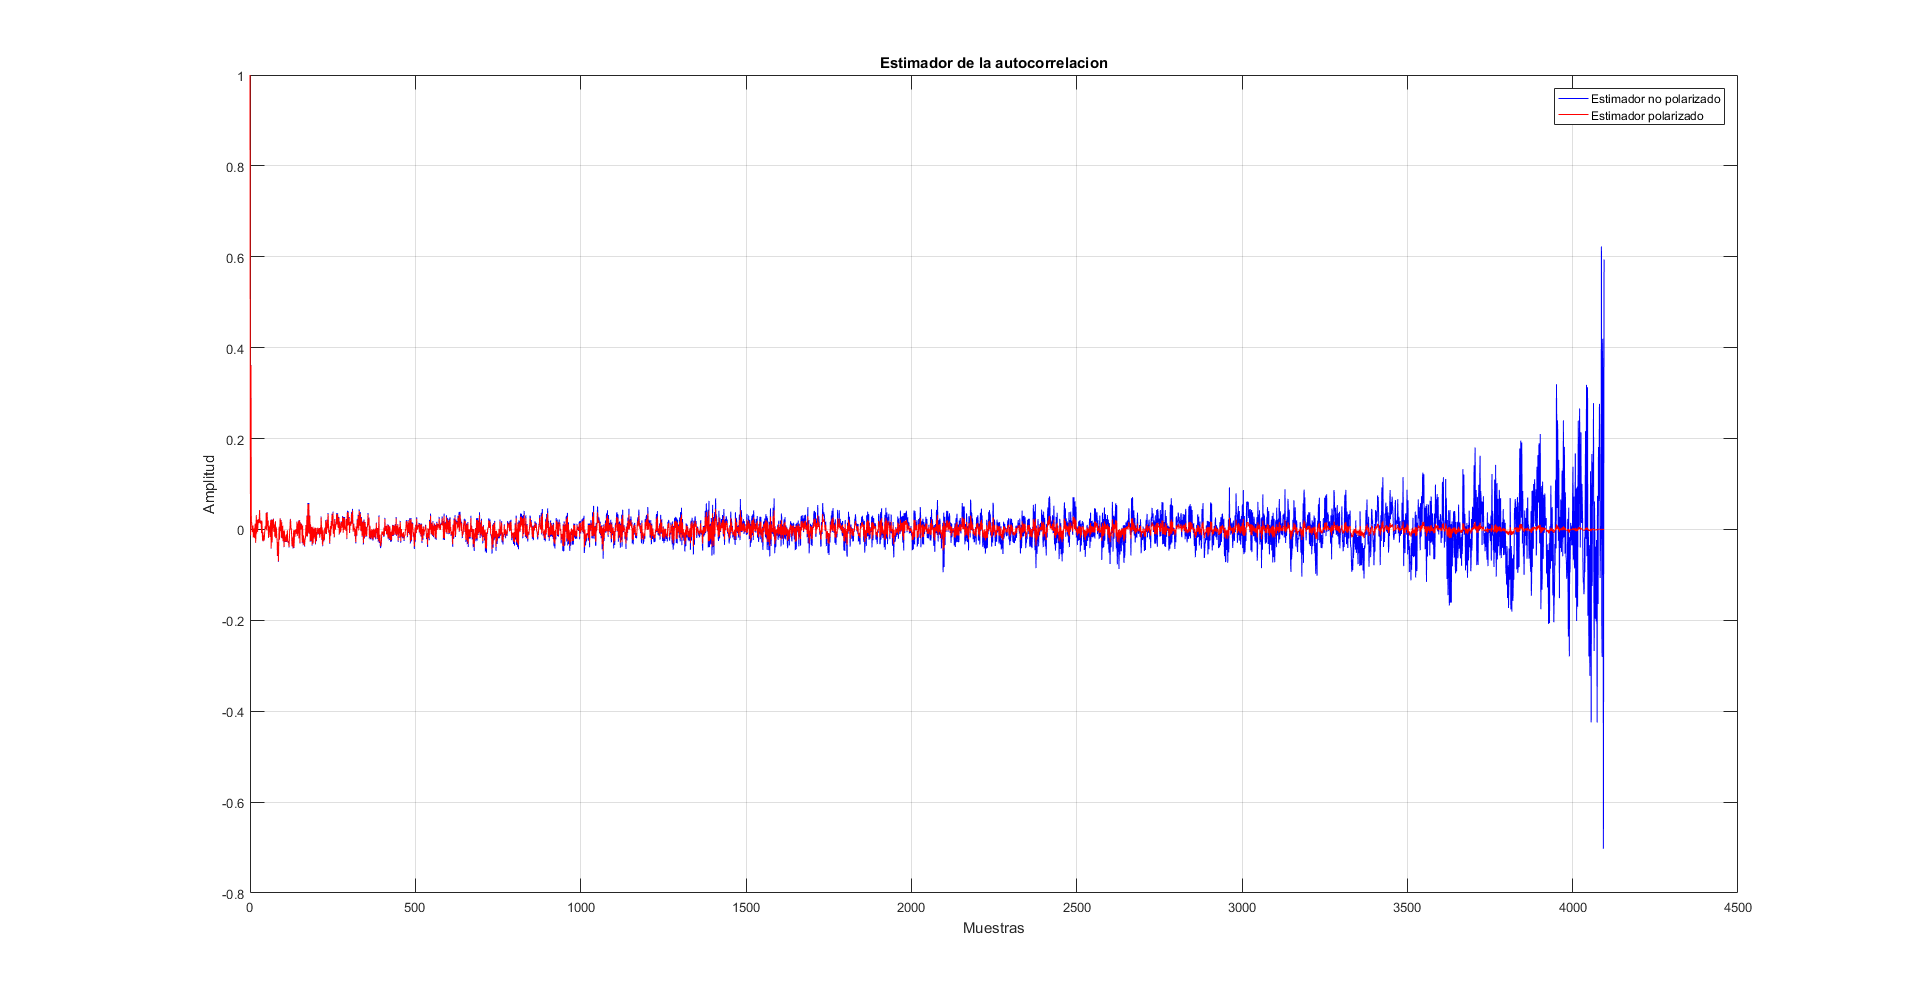 Estimador de la autocorrelacion
Estimador no polarizado
Estimador polarizado
1
0.8
0.6
0.4
0.2
0
-0.2
-0.4
-0.6
-0.8
Amplitud
0 500 1000 1500 2000 2500 3000 3500 4000 4500
Muestras